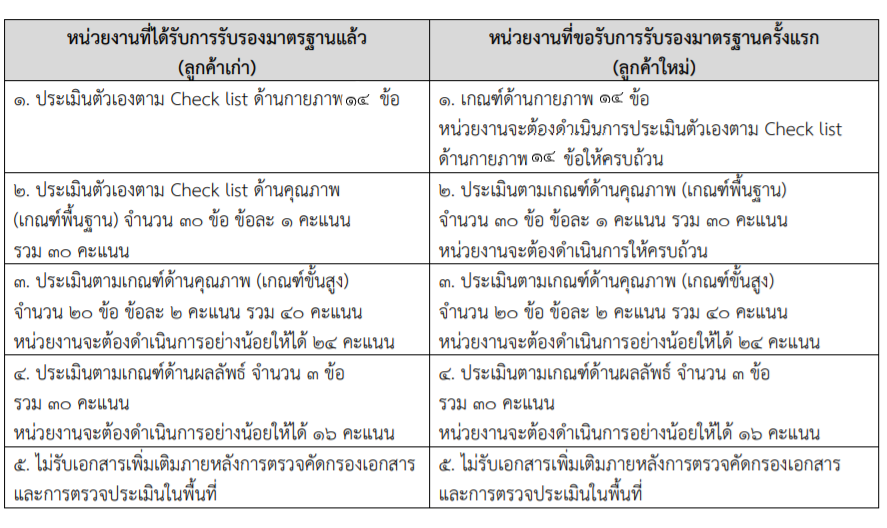 หน่วยงานที่ได้รับการรับรองมาตรฐานแล้ว
(ลูกค้าเก่า)
หน่วยงานที่ขอรับการรับรองมาตรฐานครั้งแรก
(ลูกค้าใหม่)
๑. ประเมินตัวเองตาม Check list ด้านกายภาพ๑๔ ข้อ
๑. เกณฑ์ด้านกายภาพ ๑๔ ข้อ
หน่วยงานจะต้องดำเนินการประเมินตัวเองตาม Check list
ด้านกายภาพ๑๔ ข้อให้ครบถ้วน
๒. ประเมินตัวเองตาม Check list ด้านคุณภาพ
(เกณฑ์พื้นฐาน) จำนวน ๓๐ ข้อ ข้อละ ๑ คะแนน
รวม ๓๐ คะแนน
๒. ประเมินตามเกณฑ์ด้านคุณภาพ (เกณฑ์พื้นฐาน)
จำนวน ๓๐ ข้อ ข้อละ ๑ คะแนน รวม ๓๐ คะแนน
หน่วยงานจะต้องดำเนินการให้ครบถ้วน
๓. ประเมินตามเกณฑ์ด้านคุณภาพ (เกณฑ์ขั้นสูง)
จำนวน ๒๐ ข้อ ข้อละ ๒ คะแนน รวม ๔๐ คะแนน
หน่วยงานจะต้องดำเนินการอย่างน้อยให้ได้ ๒๔ คะแนน
๓. ประเมินตามเกณฑ์ด้านคุณภาพ (เกณฑ์ขั้นสูง)
จำนวน ๒๐ ข้อ ข้อละ ๒ คะแนน รวม ๔๐ คะแนน
หน่วยงานจะต้องดำเนินการอย่างน้อยให้ได้ ๒๔ คะแนน
๔. ประเมินตามเกณฑ์ด้านผลลัพธ์ จำนวน ๓ ข้อ
รวม ๓๐ คะแนน
หน่วยงานจะต้องดำเนินการอย่างน้อยให้ได้ ๑๖ คะแนน
๔. ประเมินตามเกณฑ์ด้านผลลัพธ์ จำนวน ๓ ข้อ
รวม ๓๐ คะแนน
หน่วยงานจะต้องดำเนินการอย่างน้อยให้ได้ ๑๖ คะแนน
๕. ไม่รับเอกสารเพิ่มเติมภายหลังการตรวจคัดกรองเอกสาร
และการตรวจประเมินในพื้นที่
๕. ไม่รับเอกสารเพิ่มเติมภายหลังการตรวจคัดกรองเอกสาร
และการตรวจประเมินในพื้นที่